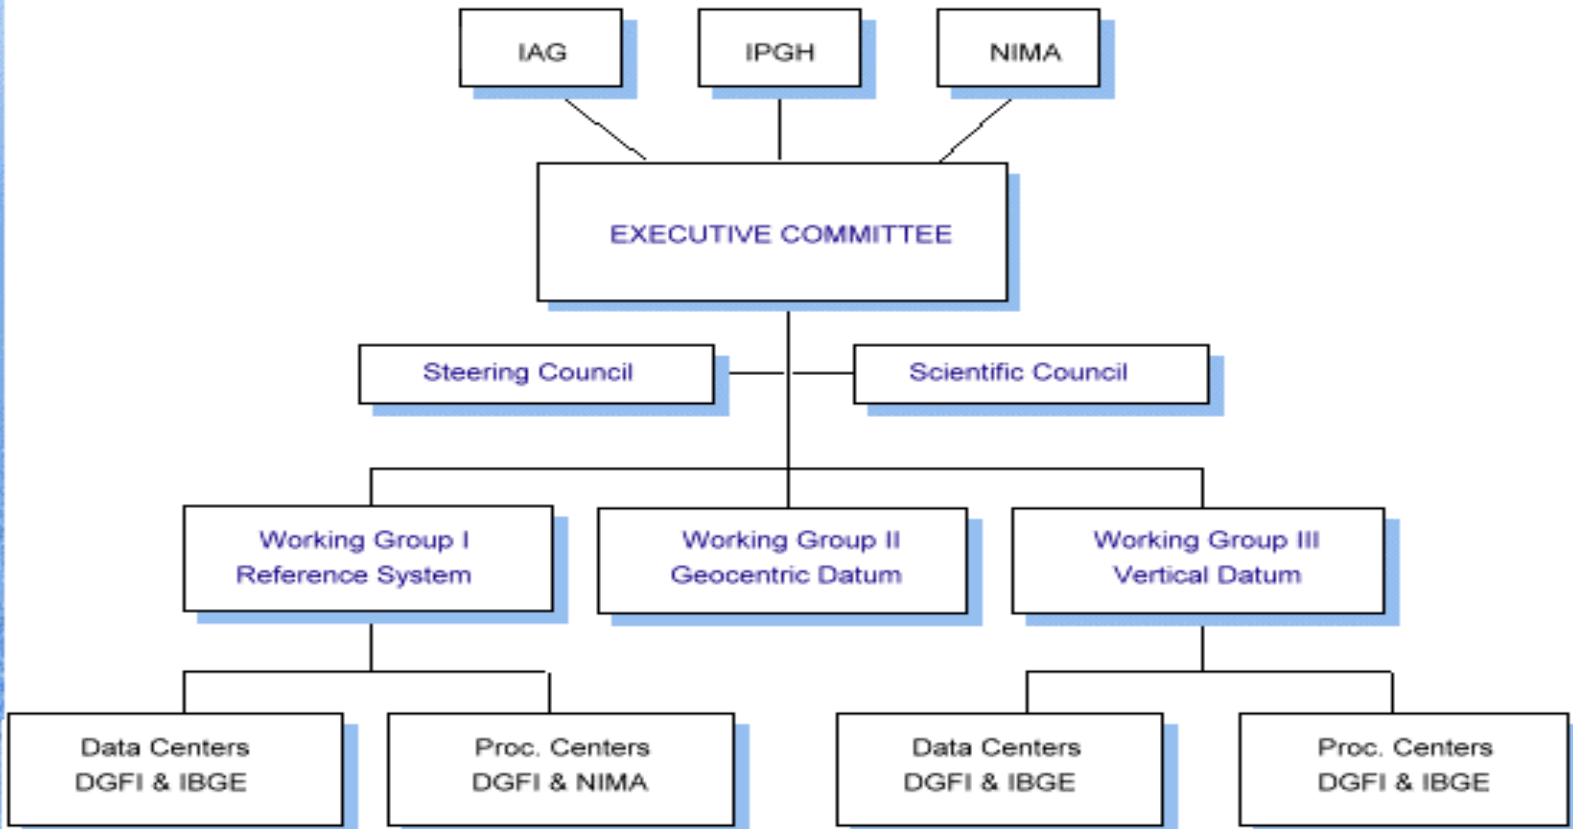 IAG
IPGH
NIMA
EXECUTIVE COMMITTEE
Steering Council
Scientific Council
Working Group I
Reference System
Working Group II
Geocentric Datum
Working Group III
Vertical Datum
Data Centers
DGFI & IBGE
Proc. Centers
DGFI & NIMA
Data Centers
DGFI & IBGE
Proc. Centers
DGFI & IBGE